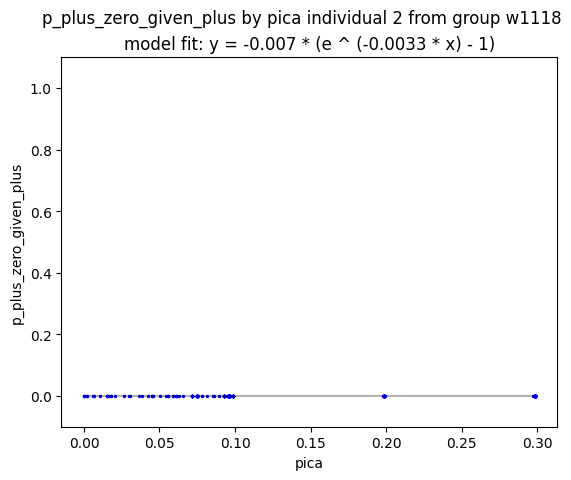 p_plus_zero_given_plus by pica individual 2 from group w1118
model fit: y = -0.007 * (e ^ (-0.0033 * x) - 1)
1.0
0.8
0.6
0.4
0.2
0.0
p_plus_zero_given_plus
0.00 0.05 0.10 0.15 0.20 0.25 0.30
pica